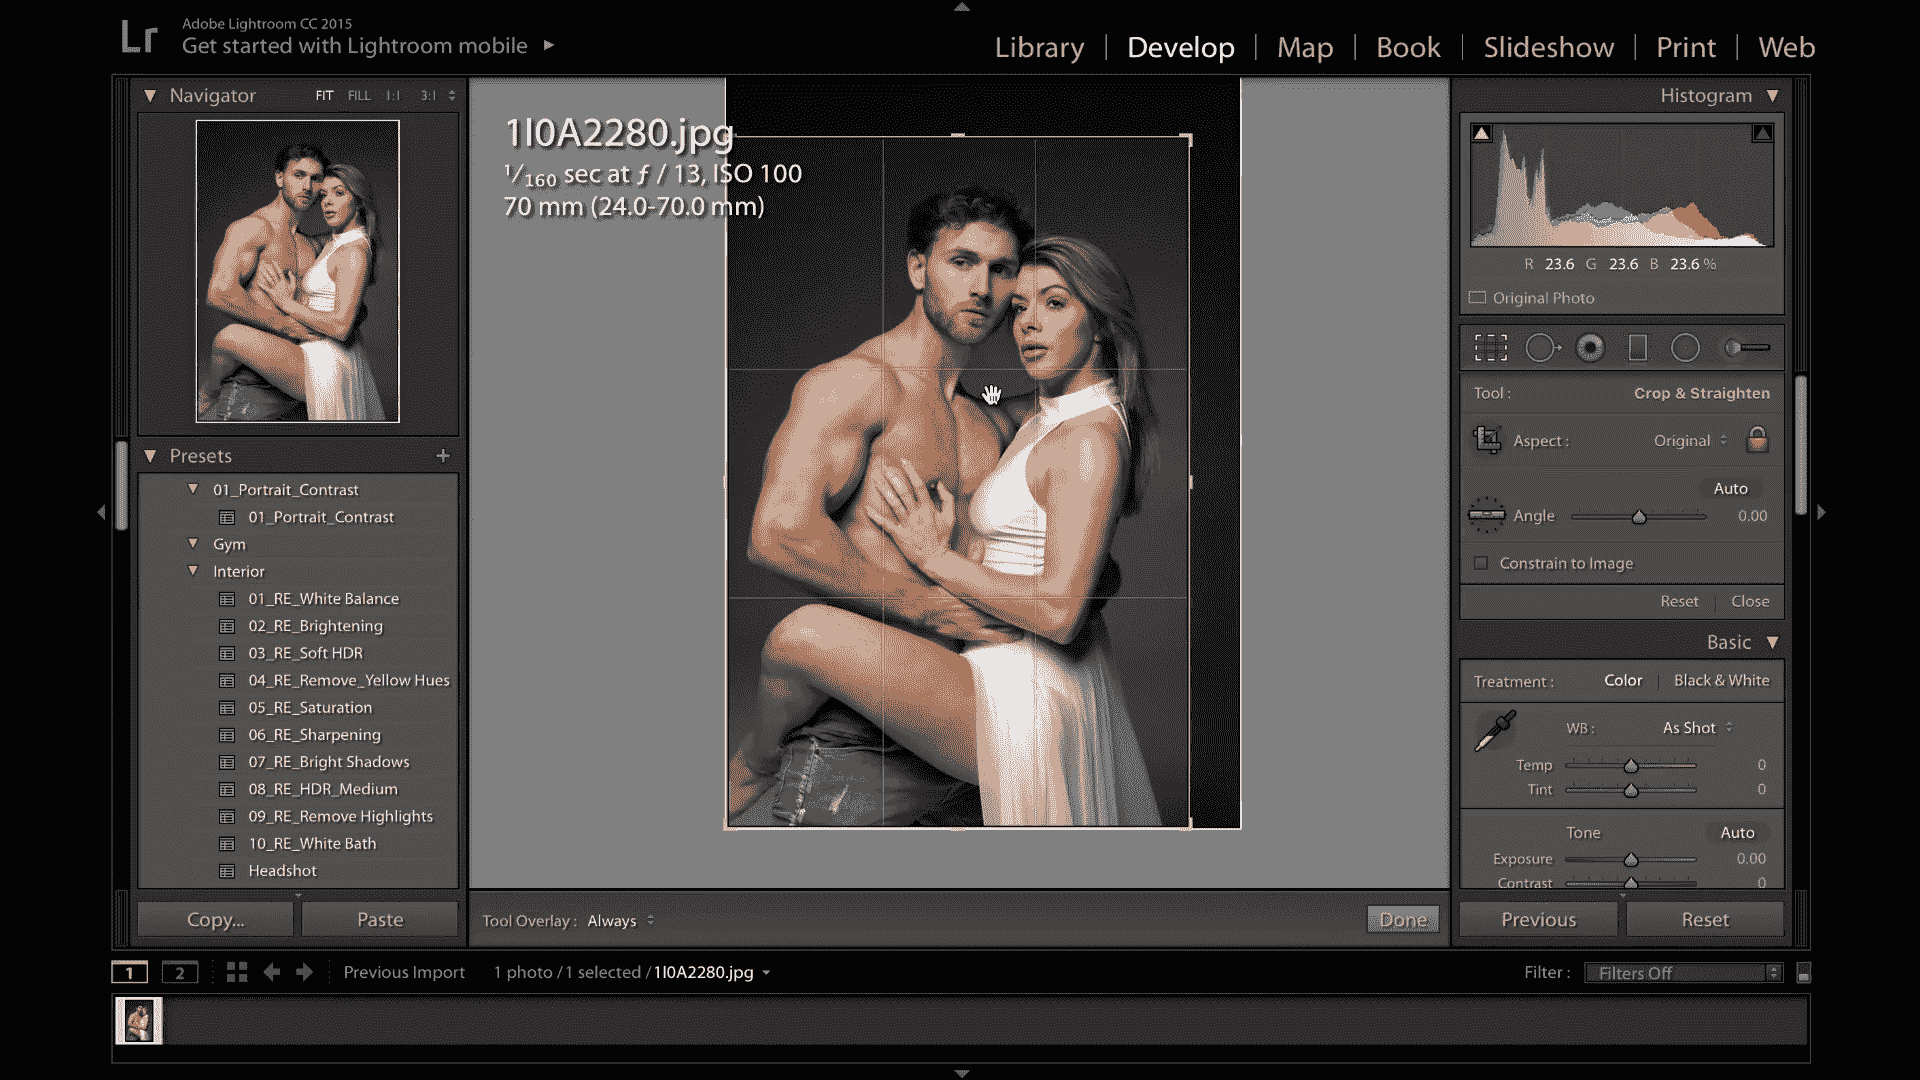 Lr
Adobe Lightroom CC 2015
Get started with Lightroom mobile
Library | Develop | Map | Book | Slideshow | Print | Web
Navigator FIT FILL 1:1 3:1
1I0A2280.jpg
1/160 sec at ƒ / 13, ISO 100
70 mm (24.0-70.0 mm)
Presets +
01_Portrait_Contrast
01_Portrait_Contrast
Gym
Interior
01_RE_White Balance
02_RE_Brightening
03_RE_Soft HDR
04_RE_Remove_Yellow Hues
05_RE_Saturation
06_RE_Sharpening
07_RE_Bright Shadows
08_RE_HDR_Medium
09_RE_Remove Highlights
10_RE_White Bath
Headshot
Copy... Paste
Tool Overlay : Always
Done
Histogram
R 23.6 G 23.6 B 23.6 %
Original Photo
Tool : Crop & Straighten
Aspect : Original
Auto
Angle 0.00
Constrain to Image
Reset Close
Basic
Treatment : Color Black & White
WB : As Shot
Temp 0
Tint 0
Tone Auto
Exposure 0.00
Contrast 0
Previous Reset
1 2 Previous Import 1 photo / 1 selected / 1I0A2280.jpg
Filter : Filters Off